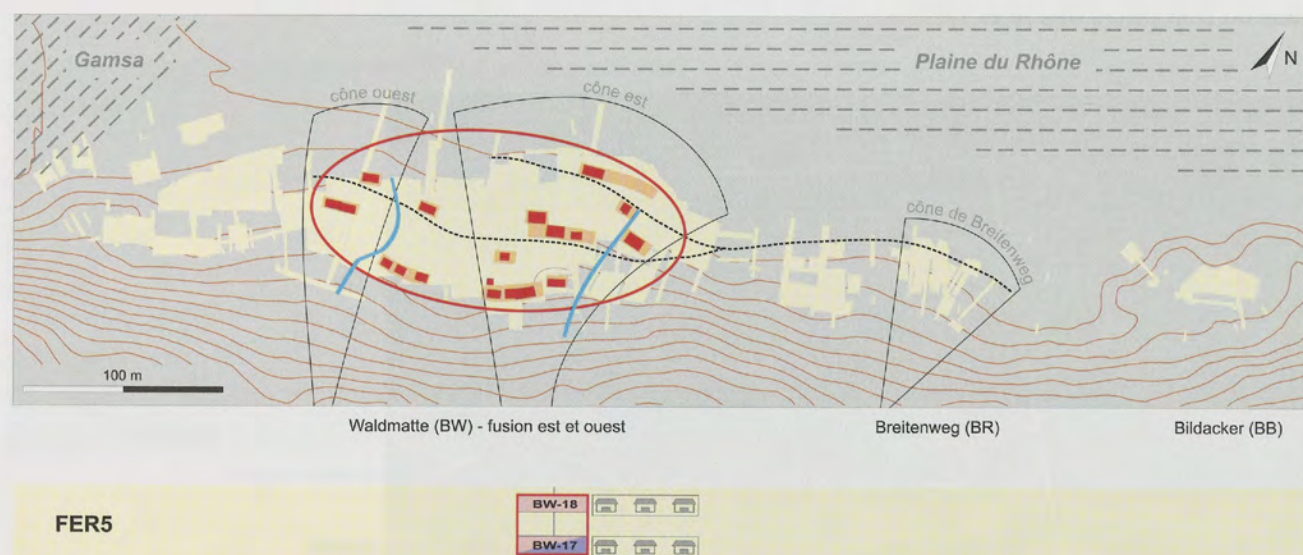 Gamsa
Plaine du Rhône
N
cône ouest
cône est
cône de Breitenweg
100 m
Waldmatte (BW) - fusion est et ouest
Breitenweg (BR)
Bildacker (BB)
FER5
BW-18
BW-17